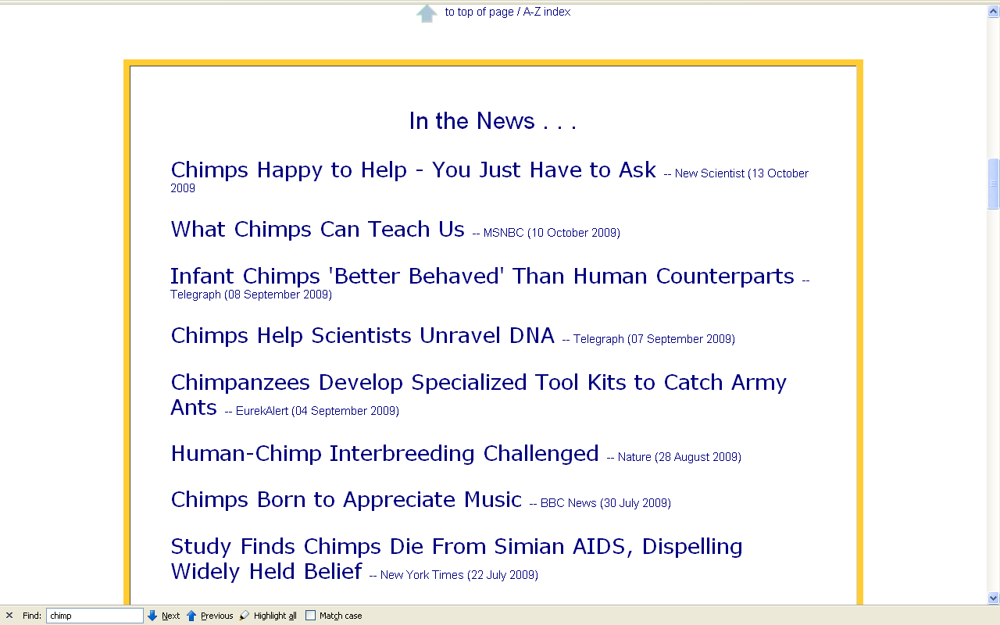 to top of page / A-Z index
In the News . . .
Chimps Happy to Help - You Just Have to Ask -- New Scientist (13 October
2009
What Chimps Can Teach Us -- MSNBC (10 October 2009)
Infant Chimps 'Better Behaved' Than Human Counterparts --
Telegraph (08 September 2009)
Chimps Help Scientists Unravel DNA -- Telegraph (07 September 2009)
Chimpanzees Develop Specialized Tool Kits to Catch Army
Ants -- EurekAlert (04 September 2009)
Human-Chimp Interbreeding Challenged -- Nature (28 August 2009)
Chimps Born to Appreciate Music -- BBC News (30 July 2009)
Study Finds Chimps Die From Simian AIDS, Dispelling
Widely Held Belief -- New York Times (22 July 2009)
Find: chimp Next Previous Highlight all Match case